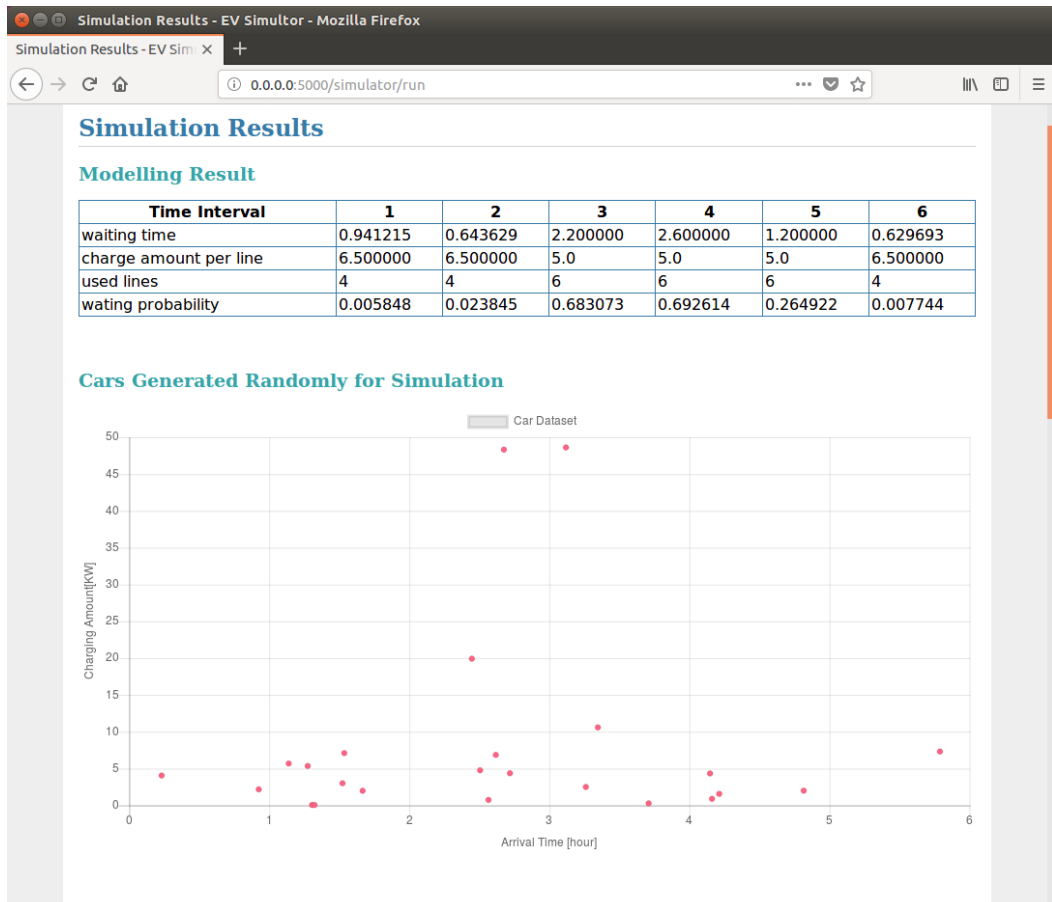 Simulation Results - EV Simultor - Mozilla Firefox
Simulation Results - EV Sim
0.0.0.0:5000/simulator/run
Simulation Results
Modelling Result
Time Interval 1 2 3 4 5 6
waiting time 0.941215 0.643629 2.200000 2.600000 1.200000 0.629693
charge amount per line 6.500000 6.500000 5.0 5.0 5.0 6.500000
used lines 4 4 6 6 6 4
wating probability 0.005848 0.023845 0.683073 0.692614 0.264922 0.007744
Cars Generated Randomly for Simulation
Car Dataset
Charging Amount[KW]
50
45
40
35
30
25
20
15
10
5
0
0 1 2 3 4 5 6
Arrival Time [hour]